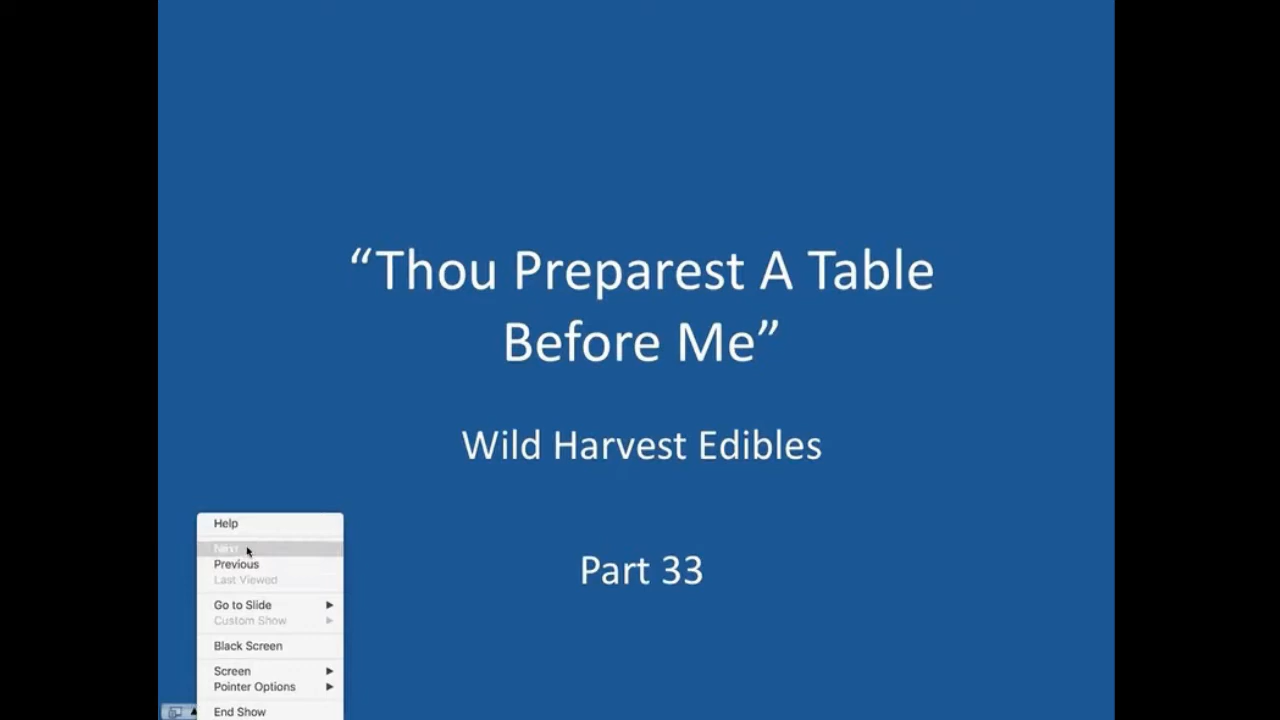 “Thou Preparest A Table
Before Me”
Wild Harvest Edibles
Part 33
Help
Next
Previous
Last Viewed
Go to Slide
Custom Show
Black Screen
Screen
Pointer Options
End Show